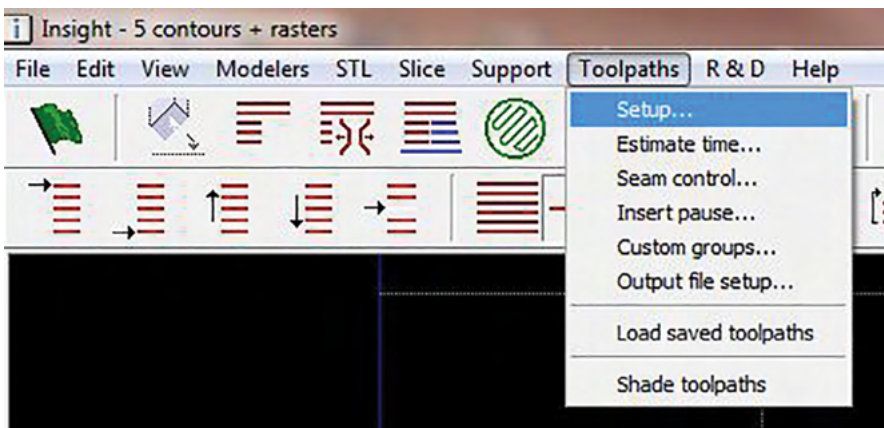 Insight - 5 contours + rasters
File Edit View Modelers STL Slice Support Toolpaths R & D Help
Setup...
Estimate time...
Seam control...
Insert pause...
Custom groups...
Output file setup...
Load saved toolpaths
Shade toolpaths